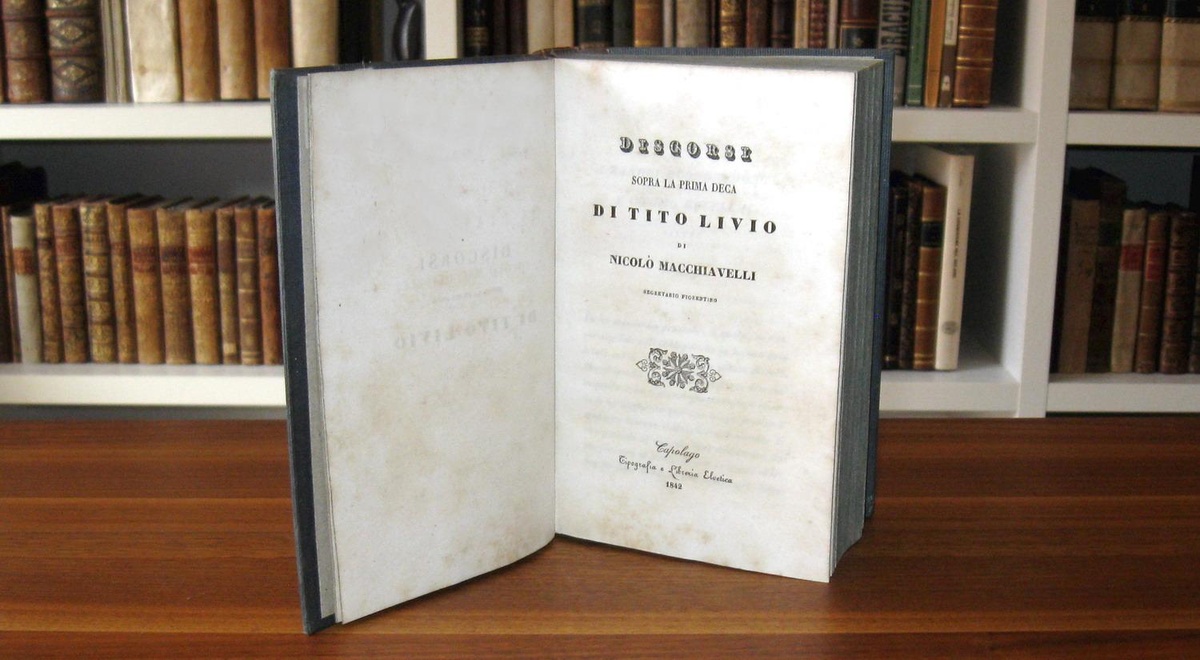 DISCORSI
SOPRA LA PRIMA DECA
DI TITO LIVIO
DI
NICOLÒ MACCHIAVELLI
SEGRETARIO FIORENTINO
Capolago
Tipografia e Libreria Elvetica
1842